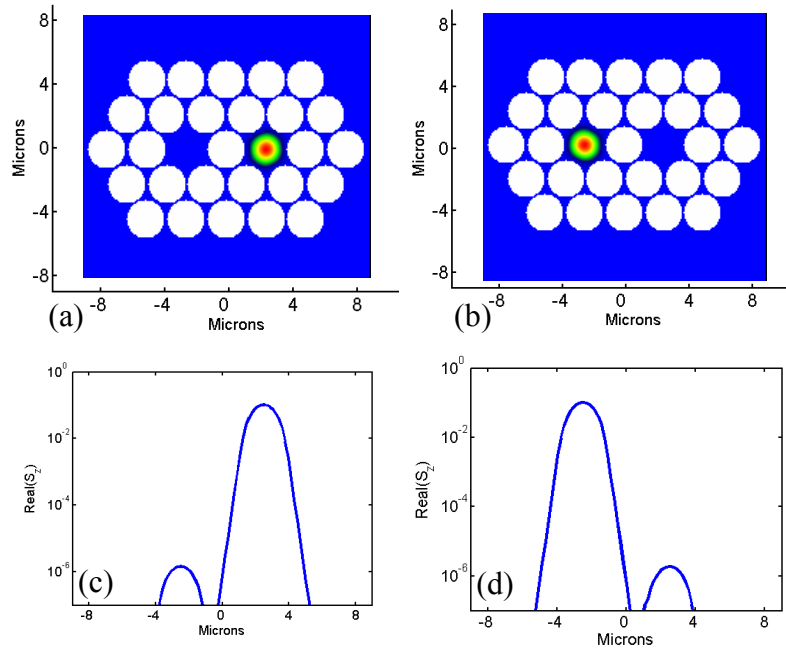 8
4
0
-4
-8
Microns
-8 -4 0 4 8
Microns
(a)
8
4
0
-4
-8
Microns
-8 -4 0 4 8
Microns
(b)
10^0
10^-2
10^-4
10^-6
Real(S_Z)
-8 -4 0 4 8
Microns
(c)
10^0
10^-2
10^-4
10^-6
Real(S_Z)
-8 -4 0 4 8
Microns
(d)